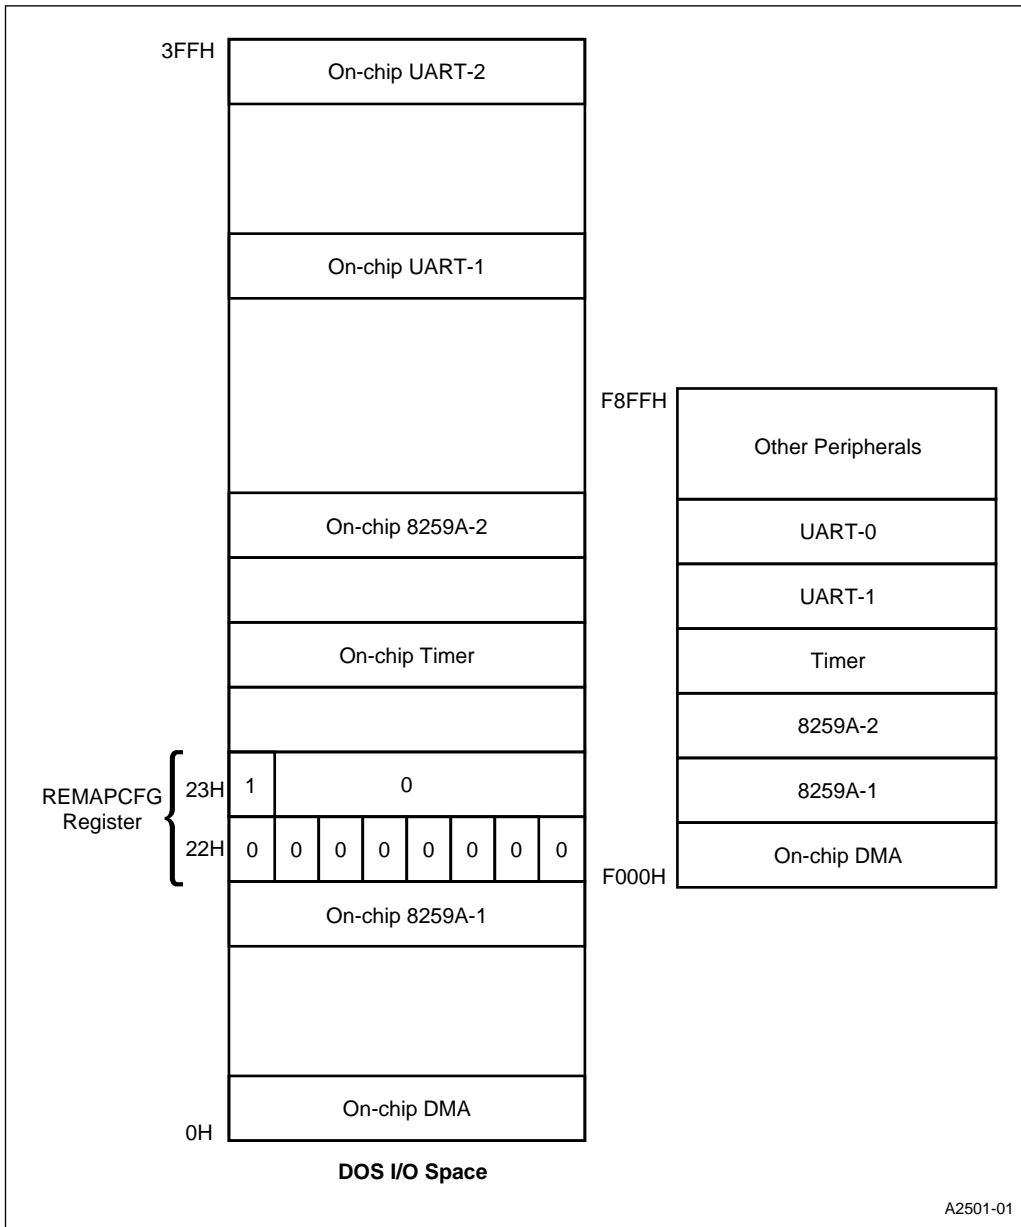 3FFH
On-chip UART-2
On-chip UART-1
On-chip 8259A-2
On-chip Timer
REMAPCFG
Register
23H
1
0
22H
0 0 0 0 0 0 0 0
On-chip 8259A-1
On-chip DMA
0H
DOS I/O Space
F8FFH
Other Peripherals
UART-0
UART-1
Timer
8259A-2
8259A-1
On-chip DMA
F000H
A2501-01